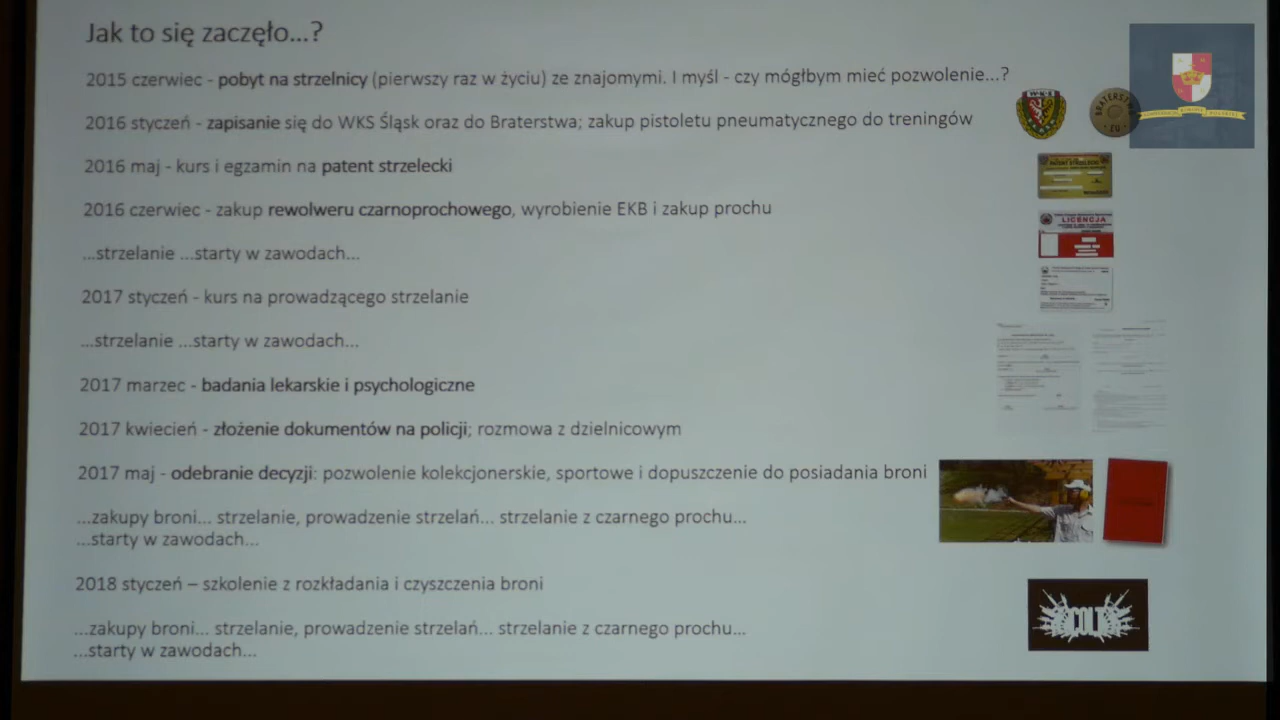 Jak to się zaczęło...?
2015 czerwiec - pobyt na strzelnicy (pierwszy raz w życiu) ze znajomymi. I myśl - czy mógłbym mieć pozwolenie...?
2016 styczeń - zapisanie się do WKS Śląsk oraz do Braterstwa; zakup pistoletu pneumatycznego do treningów
2016 maj - kurs i egzamin na patent strzelecki
2016 czerwiec - zakup rewolweru czarnoprochowego, wyrobienie EKB i zakup prochu
...strzelanie ...starty w zawodach...
2017 styczeń - kurs na prowadzącego strzelanie
...strzelanie ...starty w zawodach...
2017 marzec - badania lekarskie i psychologiczne
2017 kwiecień - złożenie dokumentów na policji; rozmowa z dzielnicowym
2017 maj - odebranie decyzji: pozwolenie kolekcjonerskie, sportowe i dopuszczenie do posiadania broni
...zakupy broni... strzelanie, prowadzenie strzelań... strzelanie z czarnego prochu...
...starty w zawodach...
2018 styczeń – szkolenie z rozkładania i czyszczenia broni
...zakupy broni... strzelanie, prowadzenie strzelań... strzelanie z czarnego prochu...
...starty w zawodach...
WKS
PATENT STRZELECKI
LICENCJA
COLT